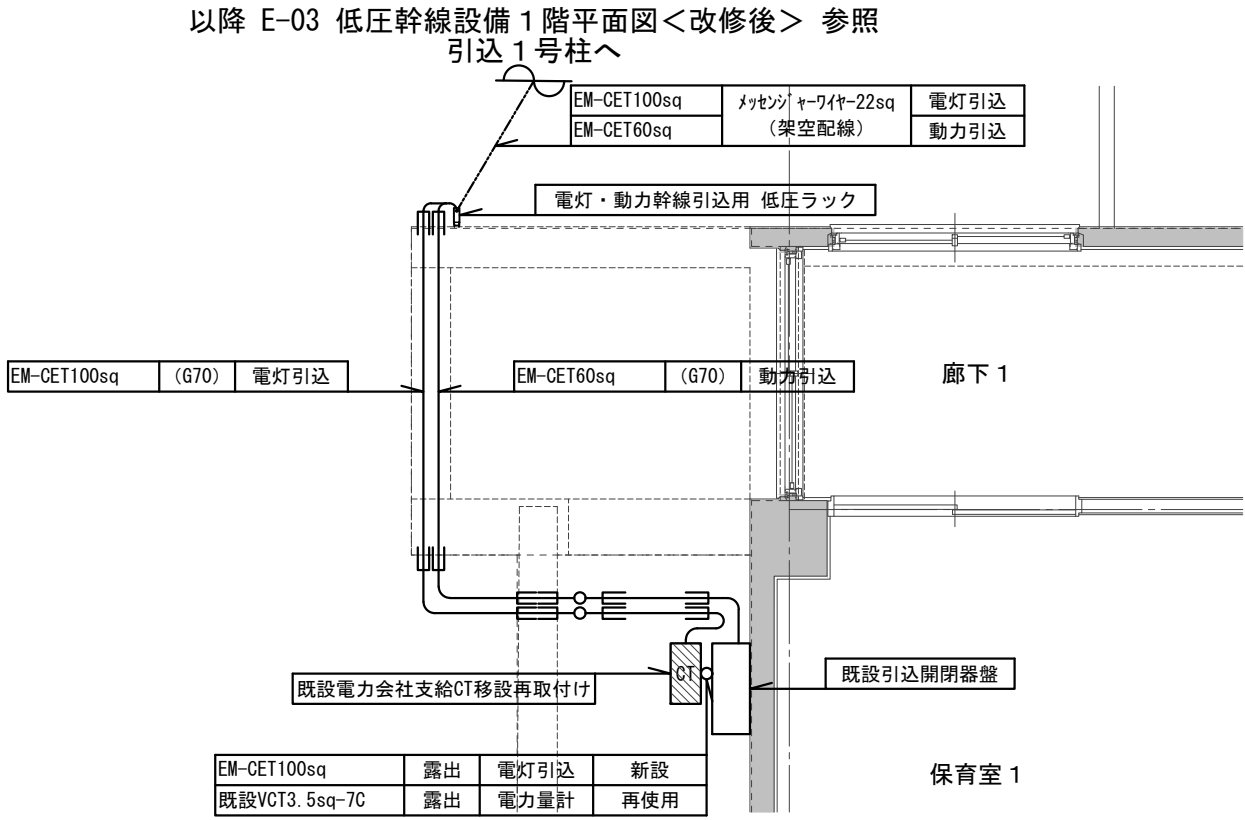 以降 E-03 低圧幹線設備１階平面図＜改修後＞ 参照
引込１号柱へ
EM-CET100sq ﾒｯｾﾝｼﾞｬｰﾜｲﾔｰ22sq 電灯引込
EM-CET60sq （架空配線） 動力引込
電灯・動力幹線引込用 低圧ラック
EM-CET100sq （G70） 電灯引込
EM-CET60sq （G70） 動力引込
廊下１
CT
既設電力会社支給CT移設再取付け
既設引込開閉器盤
EM-CET100sq 露出 電灯引込 新設
既設VCT3.5sq-7C 露出 電力量計 再使用
保育室１